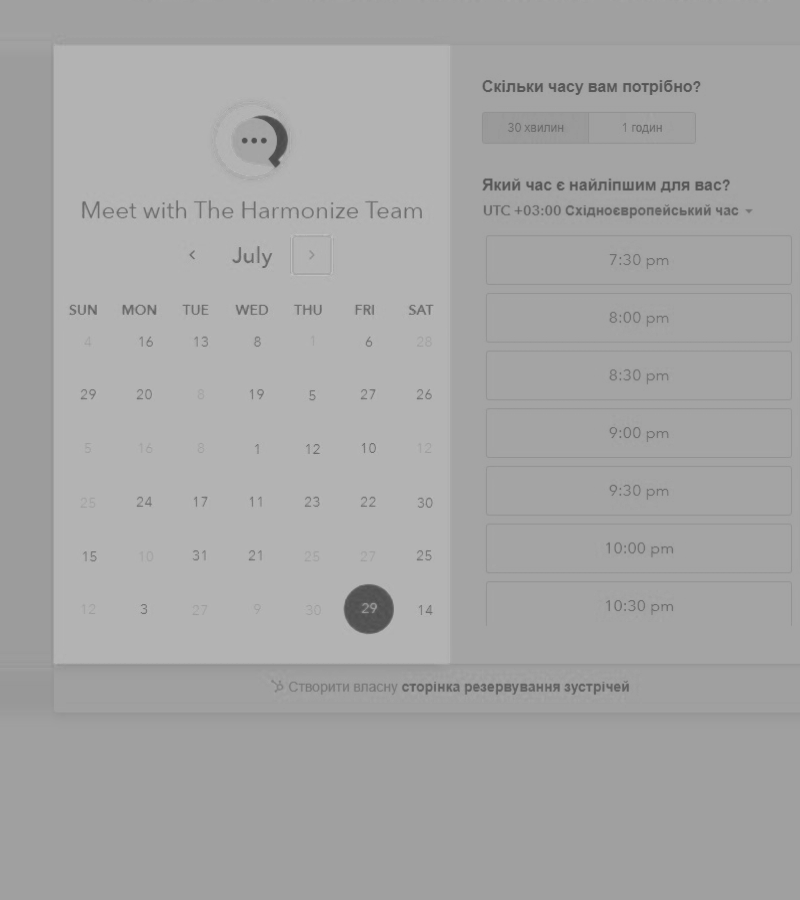 Meet with The Harmonize Team
July
SUN MON TUE WED THU FRI SAT
4 16 13 8 1 6 28
29 20 8 19 5 27 26
5 16 8 1 12 10 12
25 24 17 11 23 22 30
15 10 31 21 25 27 25
12 3 27 9 30 29 14
Скільки часу вам потрібно?
30 хвилин 1 годин
Який час є найліпшим для вас?
UTC +03:00 Східноєвропейський час
7:30 pm
8:00 pm
8:30 pm
9:00 pm
9:30 pm
10:00 pm
10:30 pm
Створити власну сторінка резервування зустрічей